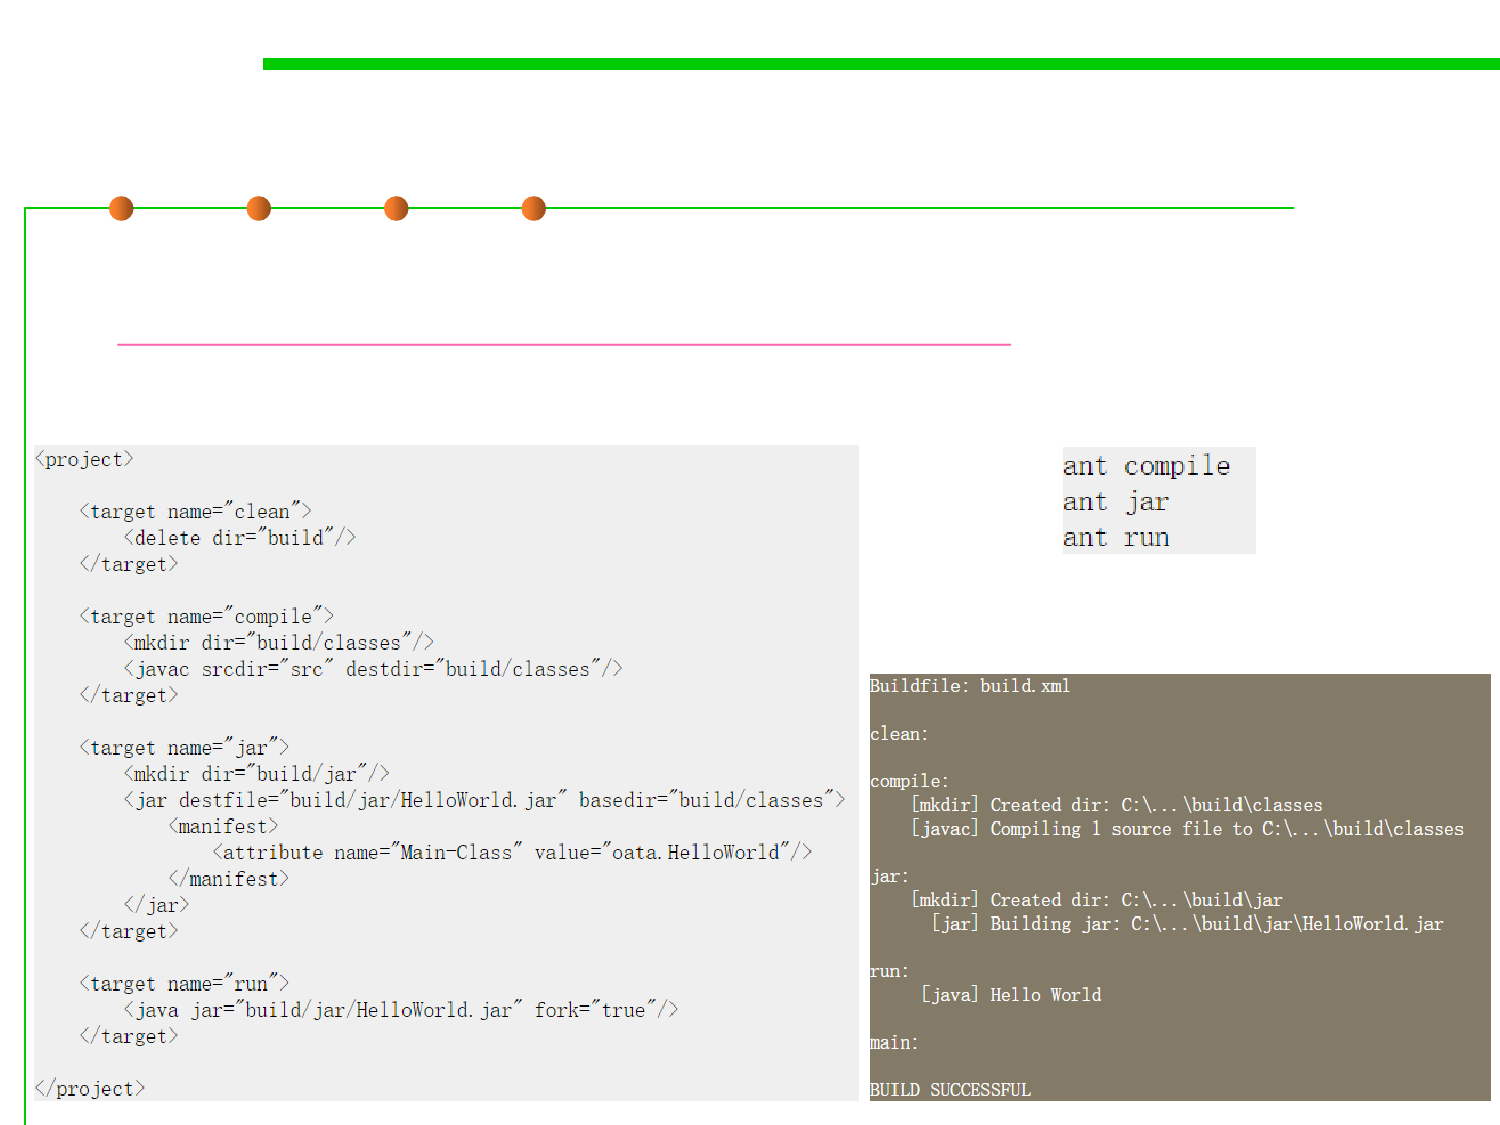 <project>
    <target name="clean">
        <delete dir="build"/>
    </target>
    <target name="compile">
        <mkdir dir="build/classes"/>
        <javac srcdir="src" destdir="build/classes"/>
    </target>
    <target name="jar">
        <mkdir dir="build/jar"/>
        <jar destfile="build/jar/HelloWorld.jar" basedir="build/classes">
            <manifest>
                <attribute name="Main-Class" value="oata.HelloWorld"/>
            </manifest>
        </jar>
    </target>
    <target name="run">
        <java jar="build/jar/HelloWorld.jar" fork="true"/>
    </target>
</project>
ant compile
ant jar
ant run
Buildfile: build.xml
clean:
compile:
    [mkdir] Created dir: C:\...\build\classes
    [javac] Compiling 1 source file to C:\...\build\classes
jar:
    [mkdir] Created dir: C:\...\build\jar
      [jar] Building jar: C:\...\build\jar\HelloWorld.jar
run:
     [java] Hello World
main:
BUILD SUCCESSFUL